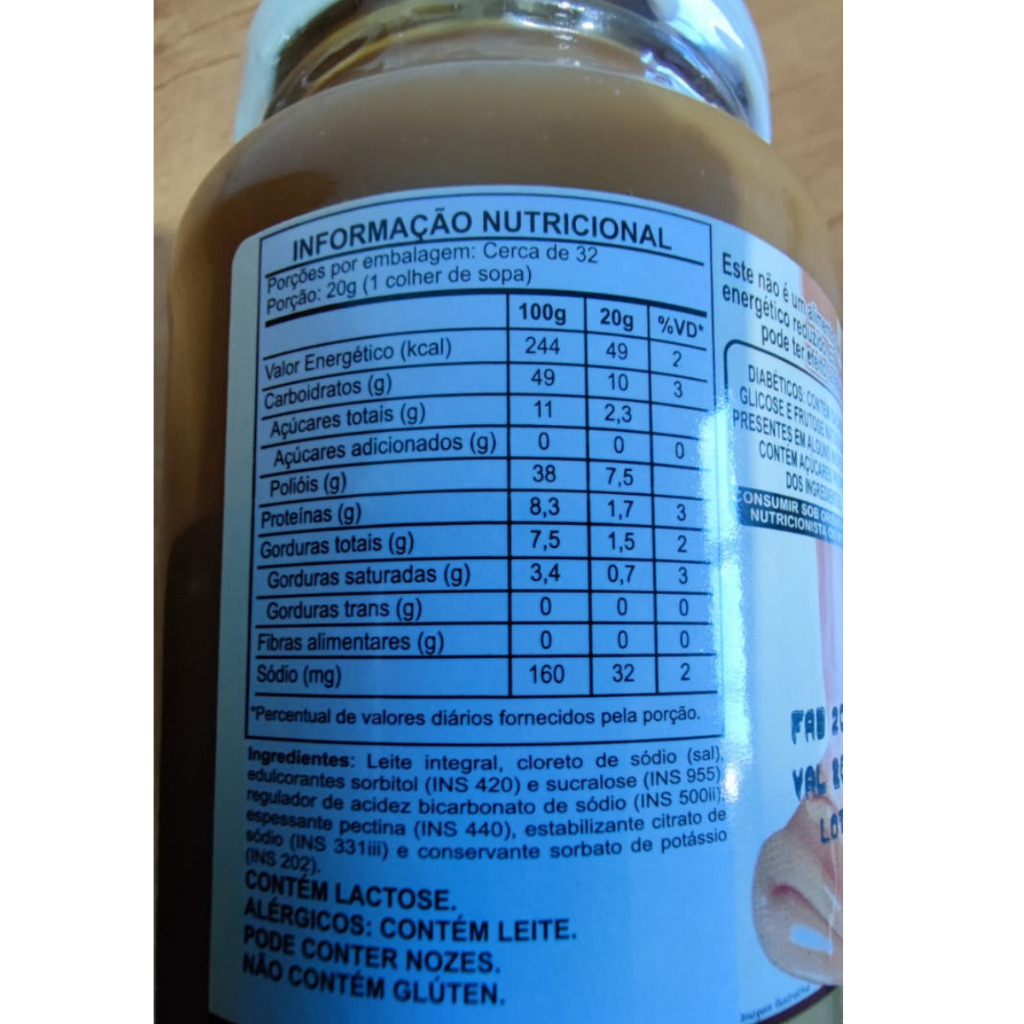 INFORMAÇÃO NUTRICIONAL
Porções por embalagem: Cerca de 32
Porção: 20g (1 colher de sopa)
100g 20g %VD*
Valor Energético (kcal) 244 49 2
Carboidratos (g) 49 10 3
Açúcares totais (g) 11 2,3
Açúcares adicionados (g) 0 0 0
Polióis (g) 38 7,5
Proteínas (g) 8,3 1,7 3
Gorduras totais (g) 7,5 1,5 2
Gorduras saturadas (g) 3,4 0,7 3
Gorduras trans (g) 0 0 0
Fibras alimentares (g) 0 0 0
Sódio (mg) 160 32 2
*Percentual de valores diários fornecidos pela porção.
Ingredientes: Leite integral, cloreto de sódio (sal),
edulcorantes sorbitol (INS 420) e sucralose (INS 955),
regulador de acidez bicarbonato de sódio (INS 500ii),
espessante pectina (INS 440), estabilizante citrato de
sódio (INS 331iii) e conservante sorbato de potássio
(INS 202).
CONTÉM LACTOSE.
ALÉRGICOS: CONTÉM LEITE.
PODE CONTER NOZES.
NÃO CONTÉM GLÚTEN.
Este não é um
energético
pode ter
DIABÉTICOS: CONTÉM
GLICOSE E FRUTOSE
PRESENTES EM
CONTÉM AÇÚCARES
DOS
CONSUMIR SOB
NUTRICIONISTA
FAB
VAL
Imagem Ilustrativa